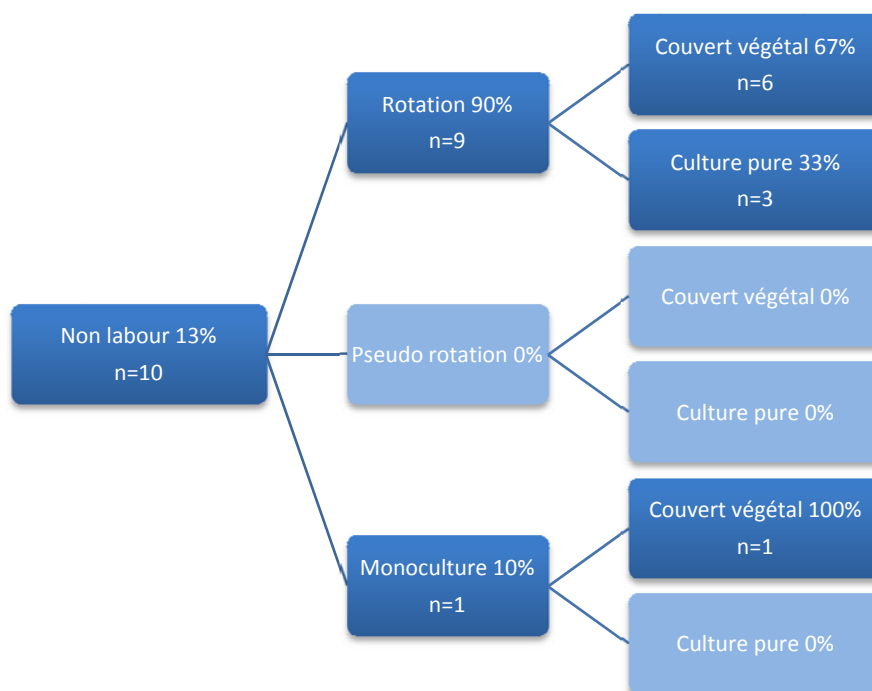 Non labour 13%
n=10
Rotation 90%
n=9
Couvert végétal 67%
n=6
Culture pure 33%
n=3
Pseudo rotation 0%
Couvert végétal 0%
Culture pure 0%
Monoculture 10%
n=1
Couvert végétal 100%
n=1
Culture pure 0%